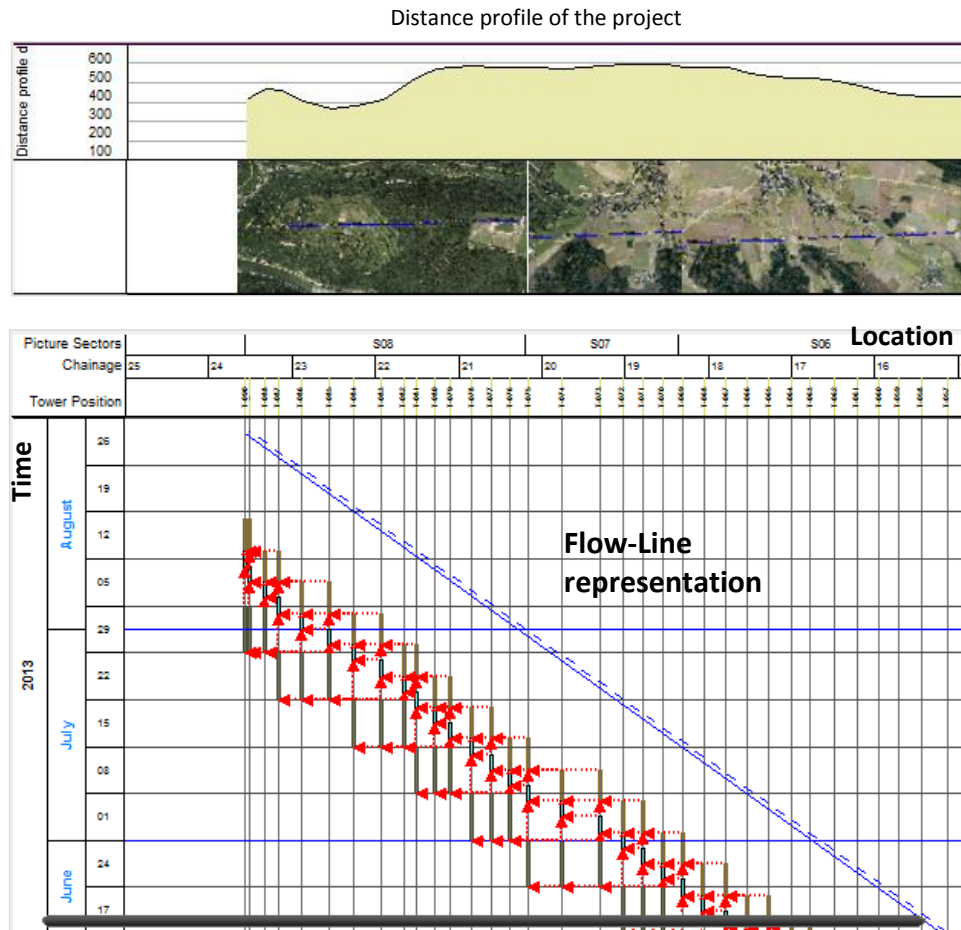 Distance profile of the project
Distance profile d
600
500
400
300
200
100
Location
Picture Sectors S08 S07 S06
Chainage 25 24 23 22 21 20 19 18 17 16
Tower Position
Time
2013
August
July
June
26
19
12
05
29
22
15
08
01
24
17
Flow-Line
representation